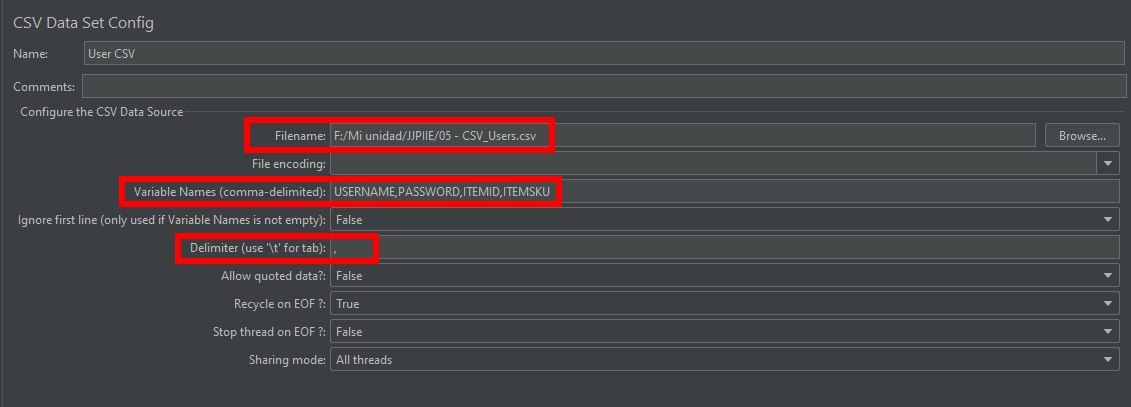 CSV Data Set Config
Name: User CSV
Comments:
Configure the CSV Data Source
Filename: F:/Mi unidad/JJPIIE/05 - CSV_Users.csv Browse...
File encoding:
Variable Names (comma-delimited): USERNAME,PASSWORD,ITEMID,ITEMSKU
Ignore first line (only used if Variable Names is not empty): False
Delimiter (use '\t' for tab): ,
Allow quoted data?: False
Recycle on EOF ?: True
Stop thread on EOF ?: False
Sharing mode: All threads